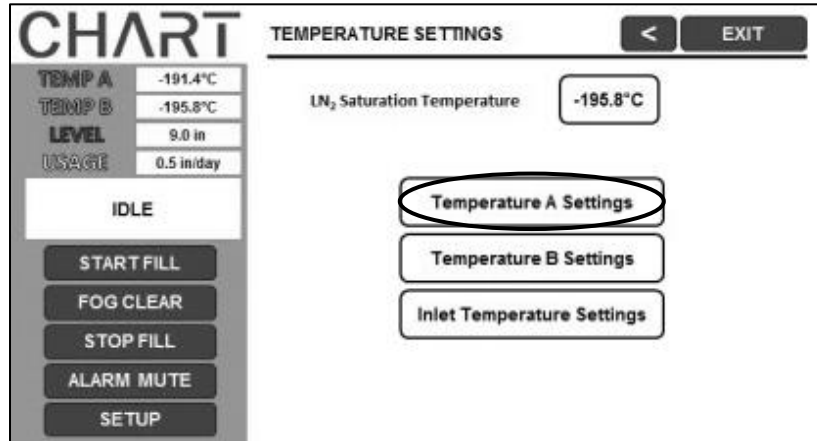 CHART
TEMPERATURE SETTINGS
<
EXIT
TEMP A -191.4°C
TEMP B -195.8°C
LEVEL 9.0 in
USAGE 0.5 in/day
IDLE
START FILL
FOG CLEAR
STOP FILL
ALARM MUTE
SETUP
LN₂ Saturation Temperature -195.8°C
Temperature A Settings
Temperature B Settings
Inlet Temperature Settings